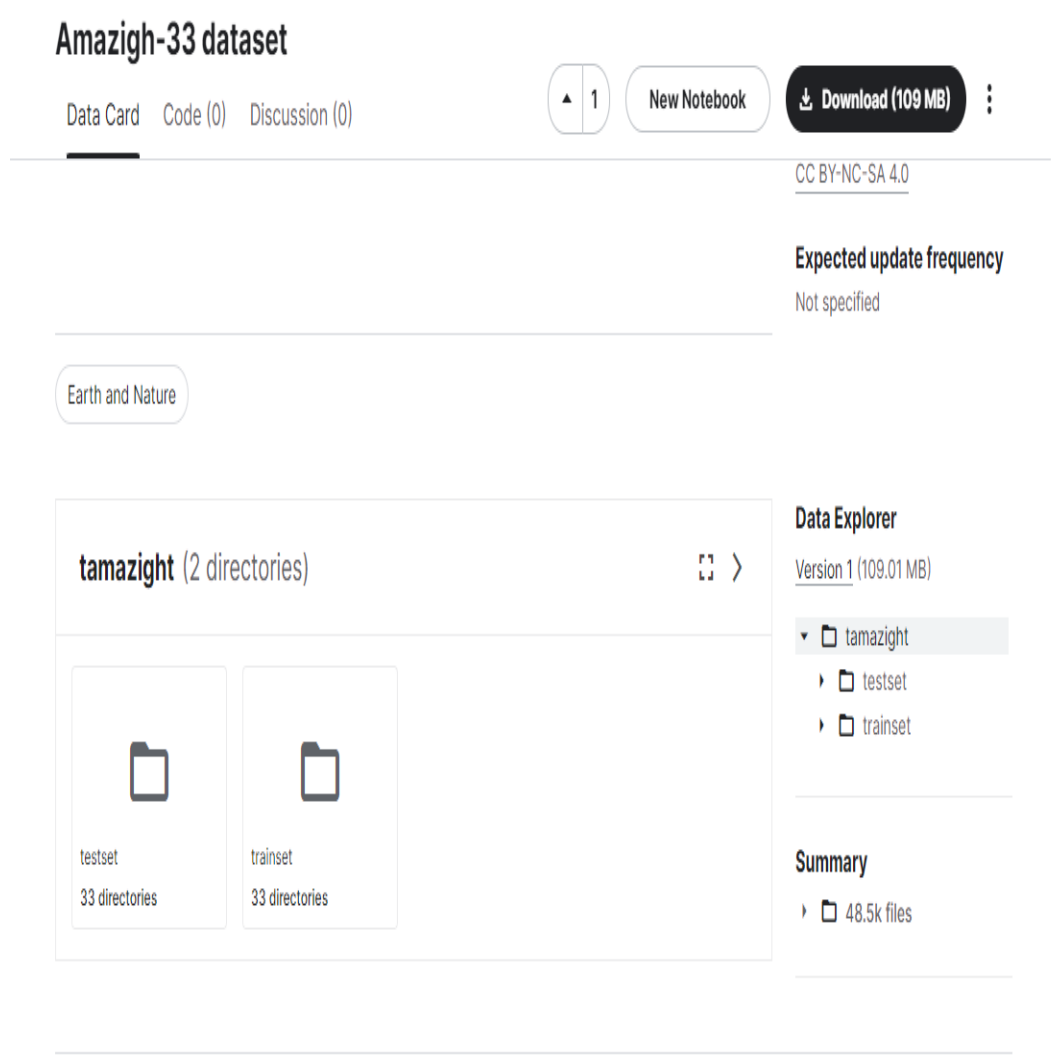 Amazigh-33 dataset
Data Card Code (0) Discussion (0)
1 New Notebook Download (109 MB)
CC BY-NC-SA 4.0
Expected update frequency
Not specified
Earth and Nature
tamazight (2 directories)
testset
33 directories
trainset
33 directories
Data Explorer
Version 1 (109.01 MB)
tamazight
testset
trainset
Summary
48.5k files